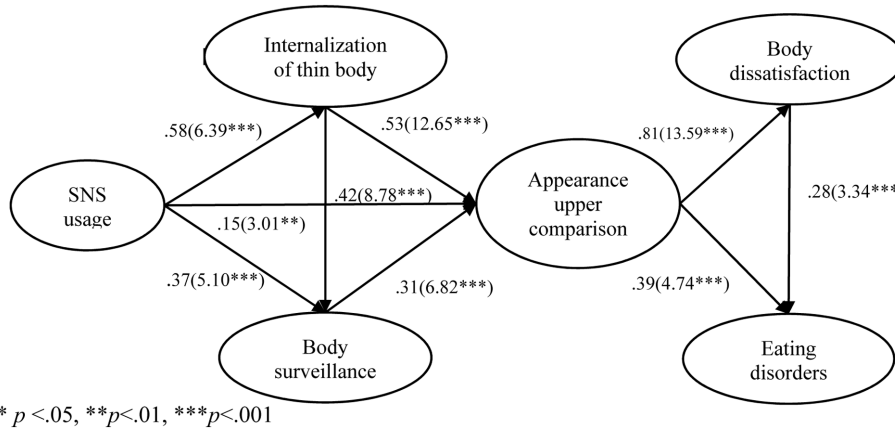 Internalization
of thin body
Body
dissatisfaction
.58(6.39***)
.53(12.65***)
.81(13.59***)
SNS
usage
.42(8.78***)
Appearance
upper
comparison
.28(3.34***
.15(3.01**)
.37(5.10***)
.31(6.82***)
.39(4.74***)
Body
surveillance
Eating
disorders
* p <.05, **p<.01, ***p<.001